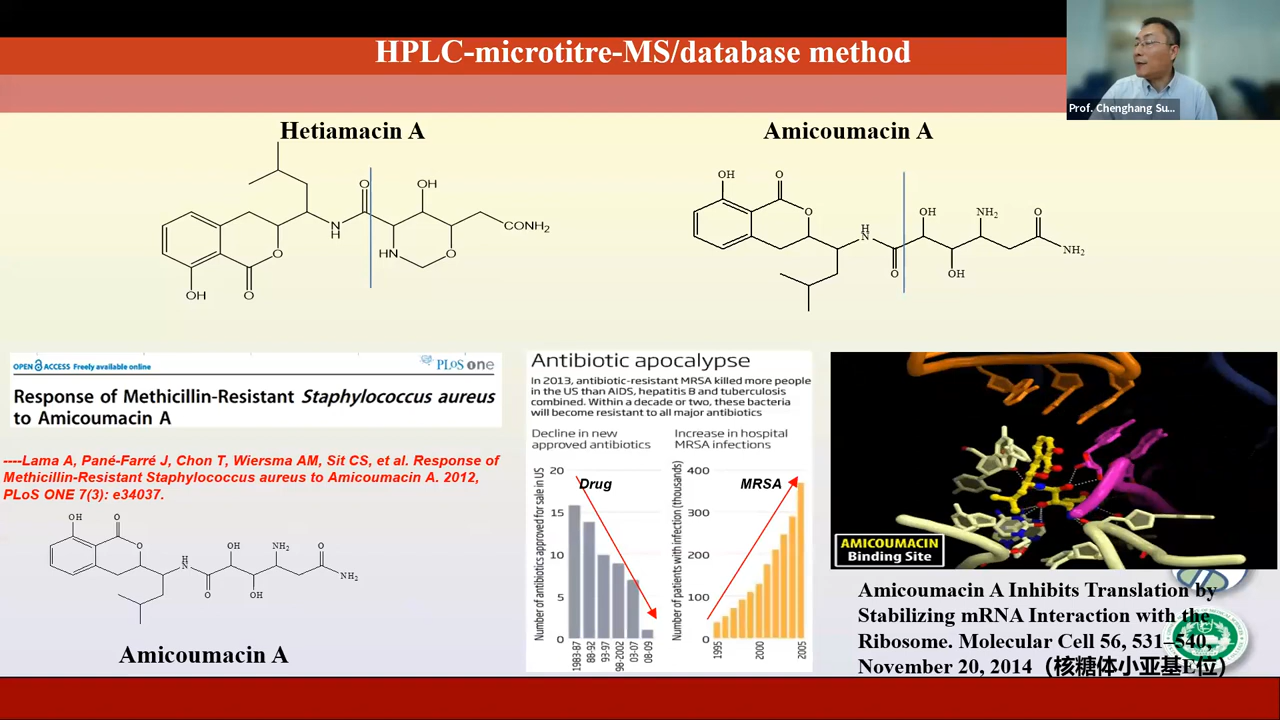 HPLC-microtitre-MS/database method
Prof. Chenghang Su...
Hetiamacin A
Amicoumacin A
O
OH
N
H
CONH₂
HN
O
O
OH
O
OH
O
O
H
N
O
OH
NH₂
O
NH₂
OH
OPEN ACCESS Freely available online
PLoS one
Response of Methicillin-Resistant Staphylococcus aureus
to Amicoumacin A
----Lama A, Pané-Farré J, Chon T, Wiersma AM, Sit CS, et al. Response of
Methicillin-Resistant Staphylococcus aureus to Amicoumacin A. 2012,
PLoS ONE 7(3): e34037.
OH
O
O
H
N
O
OH
NH₂
O
NH₂
OH
Amicoumacin A
Antibiotic apocalypse
In 2013, antibiotic-resistant MRSA killed more people
in the US than AIDS, hepatitis B and tuberculosis
combined. Within a decade or two, these bacteria
will become resistant to all major antibiotics
Decline in new
approved antibiotics
Number of antibiotics approved for sale in US
20
15
10
5
0
Drug
1983-87
88-92
93-97
98-2002
03-07
08-09
Increase in hospital
MRSA infections
Number of patients with infection (thousands)
400
300
200
100
0
MRSA
1995
2000
2005
AMICOUMACIN
Binding Site
Amicoumacin A Inhibits Translation by
Stabilizing mRNA Interaction with the
Ribosome. Molecular Cell 56, 531–540,
November 20, 2014（核糖体小亚基E位）